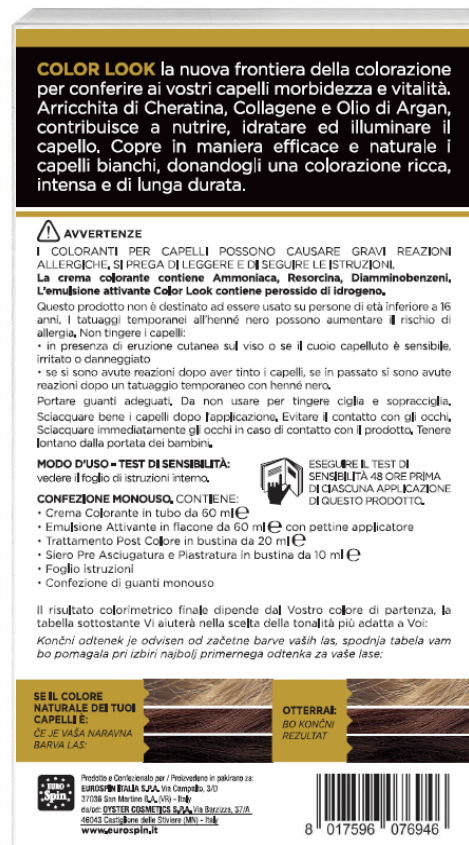 COLOR LOOK la nuova frontiera della colorazione
per conferire ai vostri capelli morbidezza e vitalità.
Arricchita di Cheratina, Collagene e Olio di Argan,
contribuisce a nutrire, idratare ed illuminare il
capello. Copre in maniera efficace e naturale i
capelli bianchi, donandogli una colorazione ricca,
intensa e di lunga durata.
AVVERTENZE
I COLORANTI PER CAPELLI POSSONO CAUSARE GRAVI REAZIONI
ALLERGICHE. SI PREGA DI LEGGERE E DI SEGUIRE LE ISTRUZIONI.
La crema colorante contiene Ammoniaca, Resorcina, Diamminobenzeni.
L'emulsione attivante Color Look contiene perossido di idrogeno.
Questo prodotto non è destinato ad essere usato su persone di età inferiore a 16
anni. I tatuaggi temporanei all'henné nero possono aumentare il rischio di
allergia. Non tingere i capelli:
• in presenza di eruzione cutanea sul viso o se il cuoio capelluto è sensibile,
irritato o danneggiato
• se si sono avute reazioni dopo aver tinto i capelli, se in passato si sono avute
reazioni dopo un tatuaggio temporaneo con henné nero.
Portare guanti adeguati. Da non usare per tingere ciglia e sopracciglia.
Sciacquare bene i capelli dopo l'applicazione. Evitare il contatto con gli occhi.
Sciacquare immediatamente gli occhi in caso di contatto con il prodotto. Tenere
lontano dalla portata dei bambini.
MODO D'USO – TEST DI SENSIBILITÀ:
vedere il foglio di istruzioni interno.
ESEGUIRE IL TEST DI
SENSIBILITÀ 48 ORE PRIMA
DI CIASCUNA APPLICAZIONE
DI QUESTO PRODOTTO.
CONFEZIONE MONOUSO. CONTIENE:
• Crema Colorante in tubo da 60 ml ℮
• Emulsione Attivante in flacone da 60 ml ℮ con pettine applicatore
• Trattamento Post Colore in bustina da 20 ml ℮
• Siero Pre Asciugatura e Piastratura in bustina da 10 ml ℮
• Foglio istruzioni
• Confezione di guanti monouso
Il risultato colorimetrico finale dipende dal Vostro colore di partenza, la
tabella sottostante Vi aiuterà nella scelta della tonalità più adatta a Voi:
Končni odtenek je odvisen od začetne barve vaših las, spodnja tabela vam
bo pomagala pri izbiri najbolj primernega odtenka za vaše lase:
SE IL COLORE
NATURALE DEI TUOI
CAPELLI È:
ČE JE VAŠA NARAVNA
BARVA LAS:
OTTERRAI:
BO KONČNI
REZULTAT
EURO
Spin
Prodotto e Confezionato per / Proizvedeno in pakirano za:
EUROSPIN ITALIA S.P.A. Via Campalto, 3/D
37036 San Martino B.A. (VR) - Italy
da/od: OYSTER COSMETICS S.P.A. Via Barzizza, 37/A
46043 Castiglione delle Stiviere (MN) - Italy
www.eurospin.it
8 017596 076946